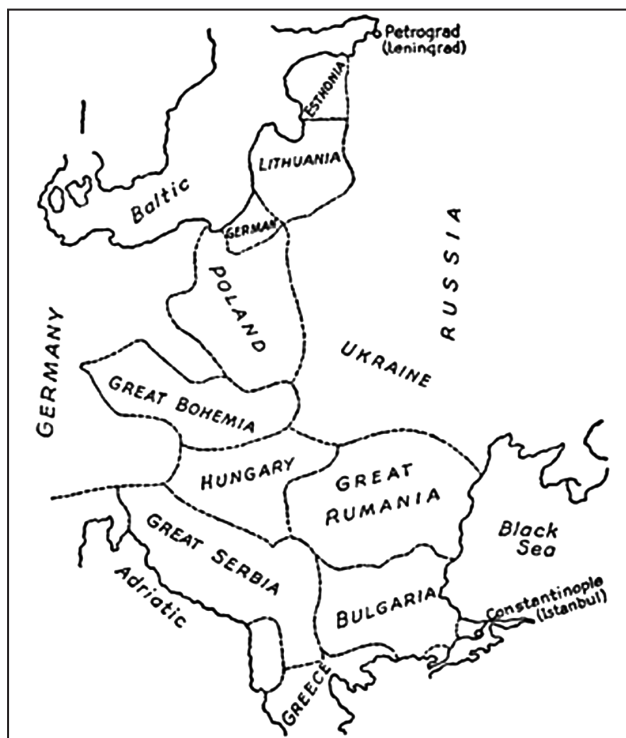 Petrograd
(Leningrad)
ESTHONIA
LITHUANIA
Baltic
GERMAN
POLAND
RUSSIA
GERMANY
UKRAINE
GREAT BOHEMIA
HUNGARY
GREAT
RUMANIA
GREAT SERBIA
Black
Sea
Adriatic
BULGARIA
Constantinople
(Istanbul)
GREECE